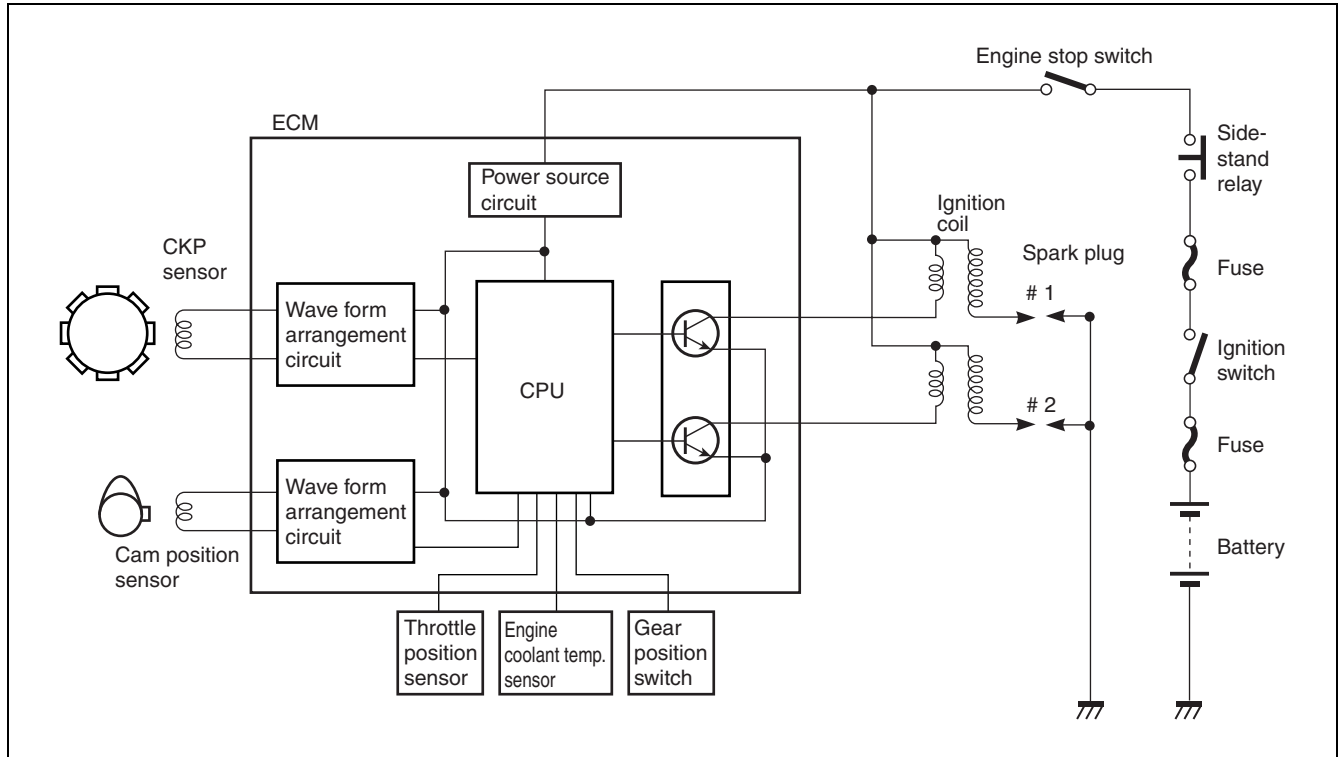 Engine stop switch
ECM
Side-
stand
relay
Power source
circuit
Ignition
coil
CKP
sensor
Spark plug
Fuse
# 1
Wave form
arrangement
circuit
CPU
Ignition
switch
# 2
Fuse
Wave form
arrangement
circuit
Cam position
sensor
Battery
Throttle
position
sensor
Engine
coolant temp.
sensor
Gear
position
switch